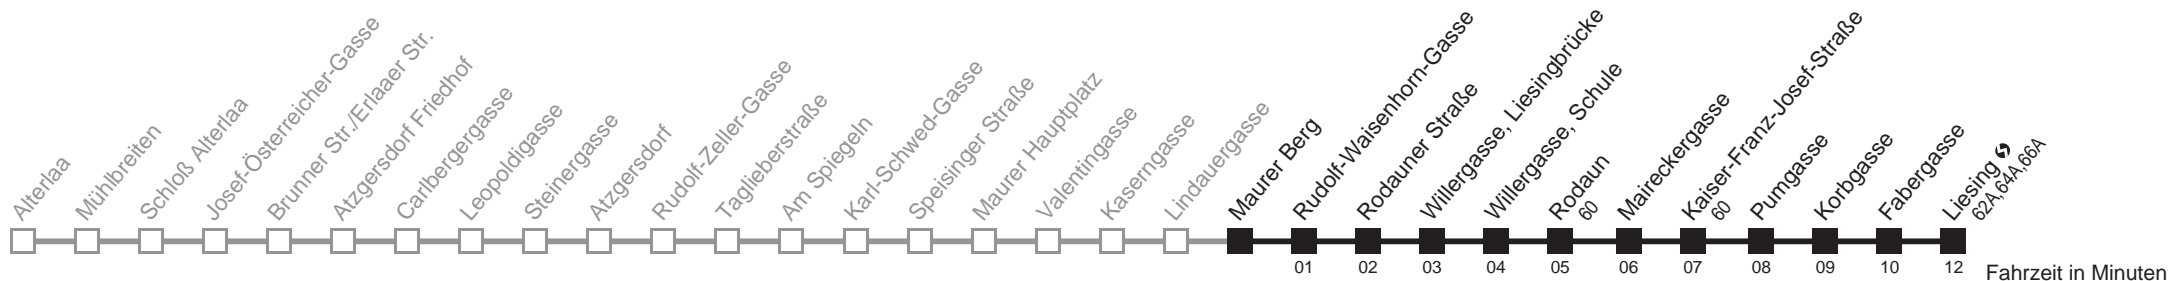 Alterlaa
Mühlbreiten
Schloß Alterlaa
Josef-Österreicher-Gasse
Brunner Str./Erlaaer Str.
Atzgersdorf Friedhof
Carlbergergasse
Leopoldigasse
Steinergasse
Atzgersdorf
Rudolf-Zeller-Gasse
Taglieberstraße
Am Spiegeln
Karl-Schwed-Gasse
Speisinger Straße
Maurer Hauptplatz
Valentingasse
Kaserngasse
Lindauergasse
Maurer Berg
Rudolf-Waisenhorn-Gasse
Rodauner Straße
Willergasse, Liesingbrücke
Willergasse, Schule
Rodaun
60
Maireckergasse
Kaiser-Franz-Josef-Straße
60
Pumgasse
Korbgasse
Fabergasse
Liesing
62A,64A,66A
01 02 03 04 05 06 07 08 09 10 12
Fahrzeit in Minuten